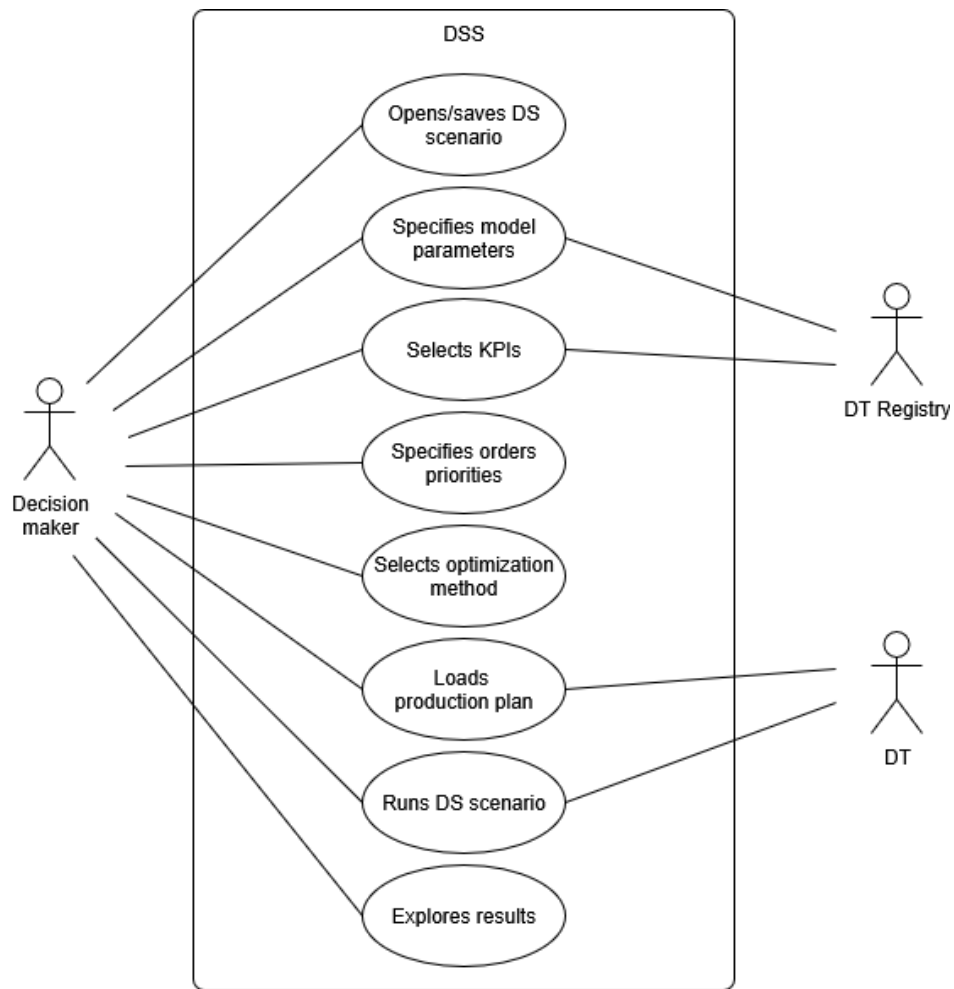 DSS
Opens/saves DS
scenario
Specifies model
parameters
Selects KPIs
DT Registry
Specifies orders
priorities
Decision
maker
Selects optimization
method
Loads
production plan
DT
Runs DS scenario
Explores results